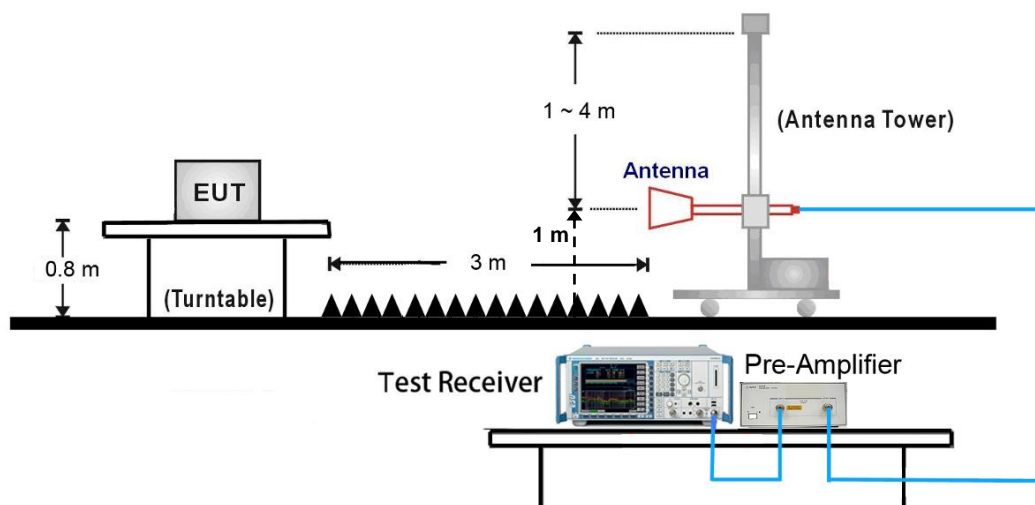 1 ~ 4 m
(Antenna Tower)
Antenna
EUT
1 m
0.8 m
3 m
(Turntable)
Test Receiver
Pre-Amplifier